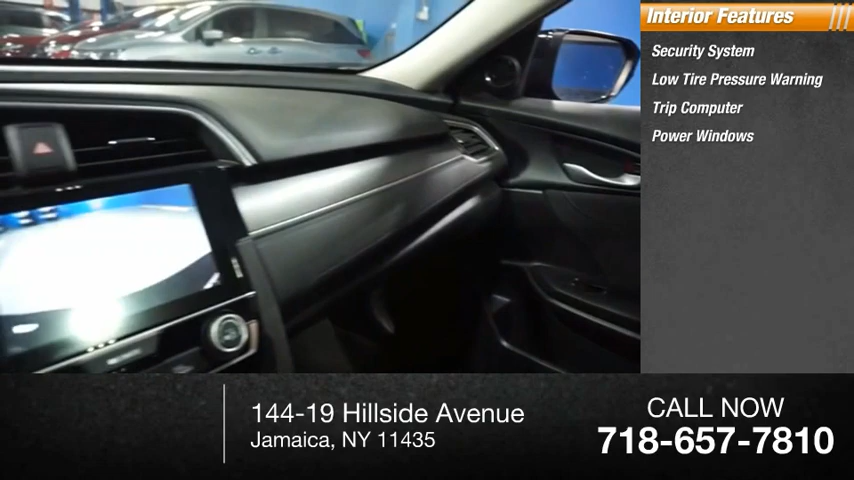 Interior Features
Security System
Low Tire Pressure Warning
Trip Computer
Power Windows
144-19 Hillside Avenue
Jamaica, NY 11435
CALL NOW
718-657-7810